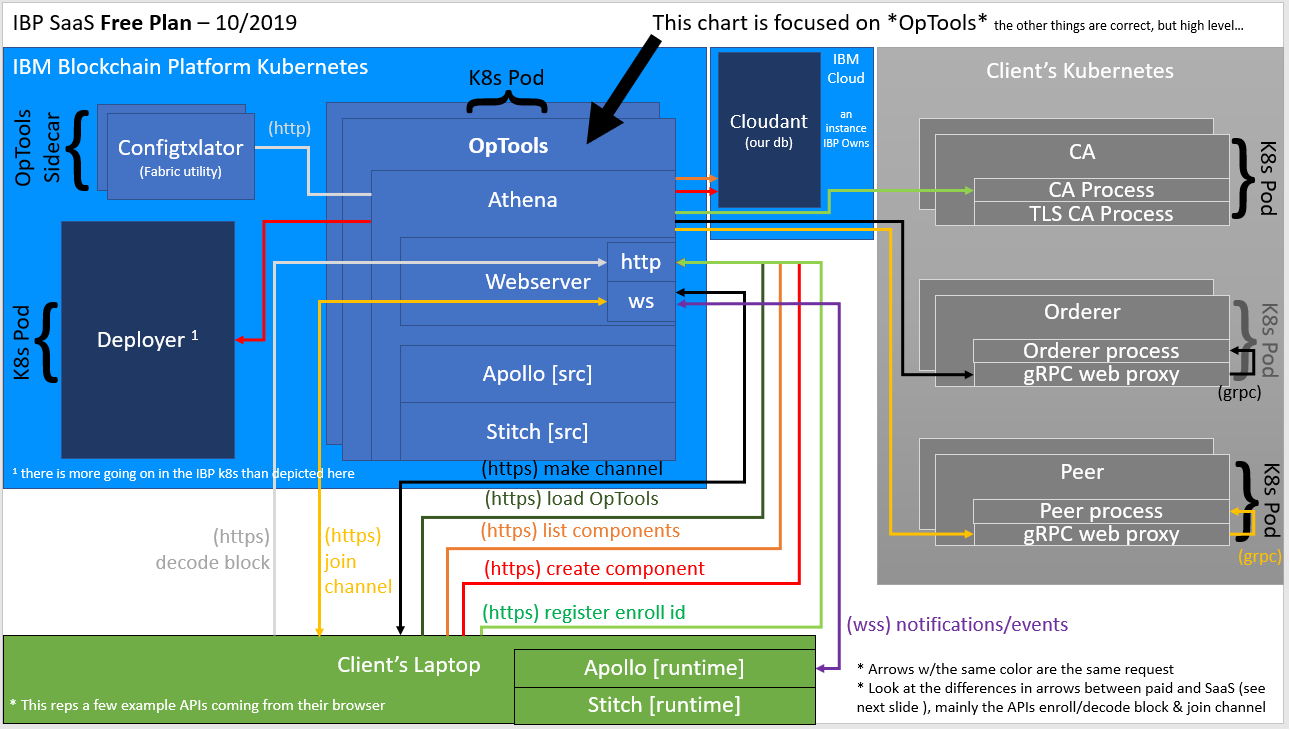 IBP SaaS Free Plan – 10/2019
This chart is focused on *OpTools* the other things are correct, but high level…
IBM Blockchain Platform Kubernetes
K8s Pod
OpTools
Sidecar
Configtxlator
(Fabric utility)
(http)
OpTools
Athena
Webserver
http
ws
Apollo [src]
Stitch [src]
K8s Pod
Deployer 1
1 there is more going on in the IBP k8s than depicted here
Cloudant
(our db)
IBM
Cloud
an
instance
IBP Owns
Client's Kubernetes
CA
CA Process
TLS CA Process
K8s Pod
Orderer
Orderer process
gRPC web proxy
K8s Pod
(grpc)
Peer
Peer process
gRPC web proxy
K8s Pod
(grpc)
(https) make channel
(https) load OpTools
(https) list components
(https) create component
(https) register enroll id
(https)
decode block
(https)
join
channel
(wss) notifications/events
Client's Laptop
* This reps a few example APIs coming from their browser
Apollo [runtime]
Stitch [runtime]
* Arrows w/the same color are the same request
* Look at the differences in arrows between paid and SaaS (see
next slide ), mainly the APIs enroll/decode block & join channel